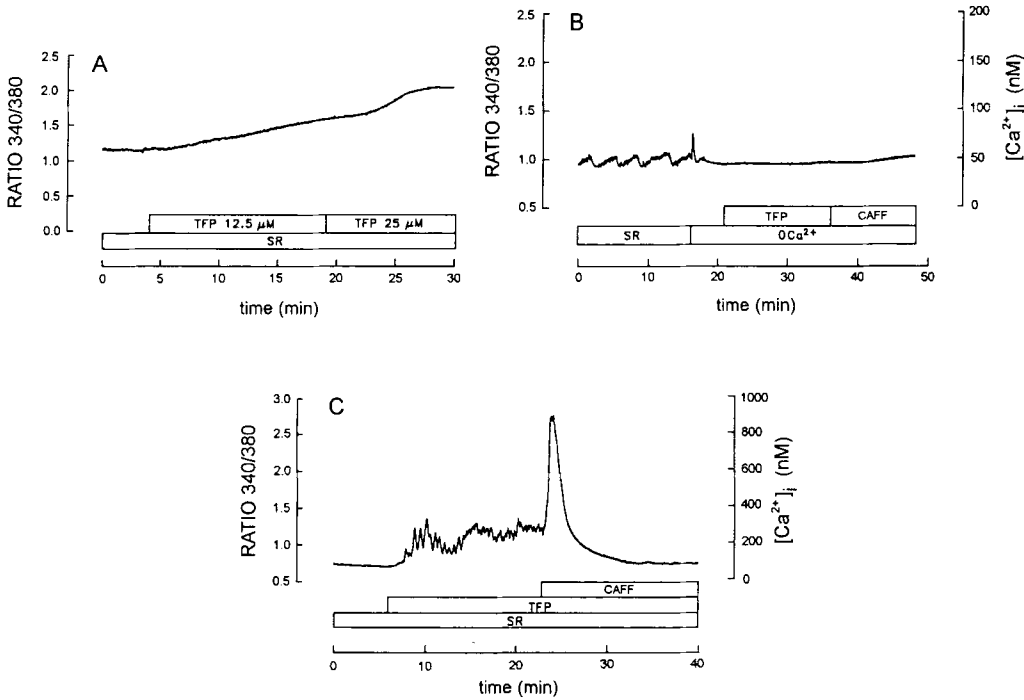 A
RATIO 340/380
2.5
2.0
1.5
1.0
0.5
0.0
TFP 12.5 μM
TFP 25 μM
SR
0 5 10 15 20 25 30
time (min)
B
RATIO 340/380
2.5
2.0
1.5
1.0
0.5
200
150
100
50
0
[Ca²⁺]i (nM)
TFP
CAFF
SR
0Ca²⁺
0 10 20 30 40 50
time (min)
C
RATIO 340/380
3.0
2.5
2.0
1.5
1.0
0.5
1000
800
600
400
200
0
[Ca²⁺]i (nM)
CAFF
TFP
SR
0 10 20 30 40
time (min)